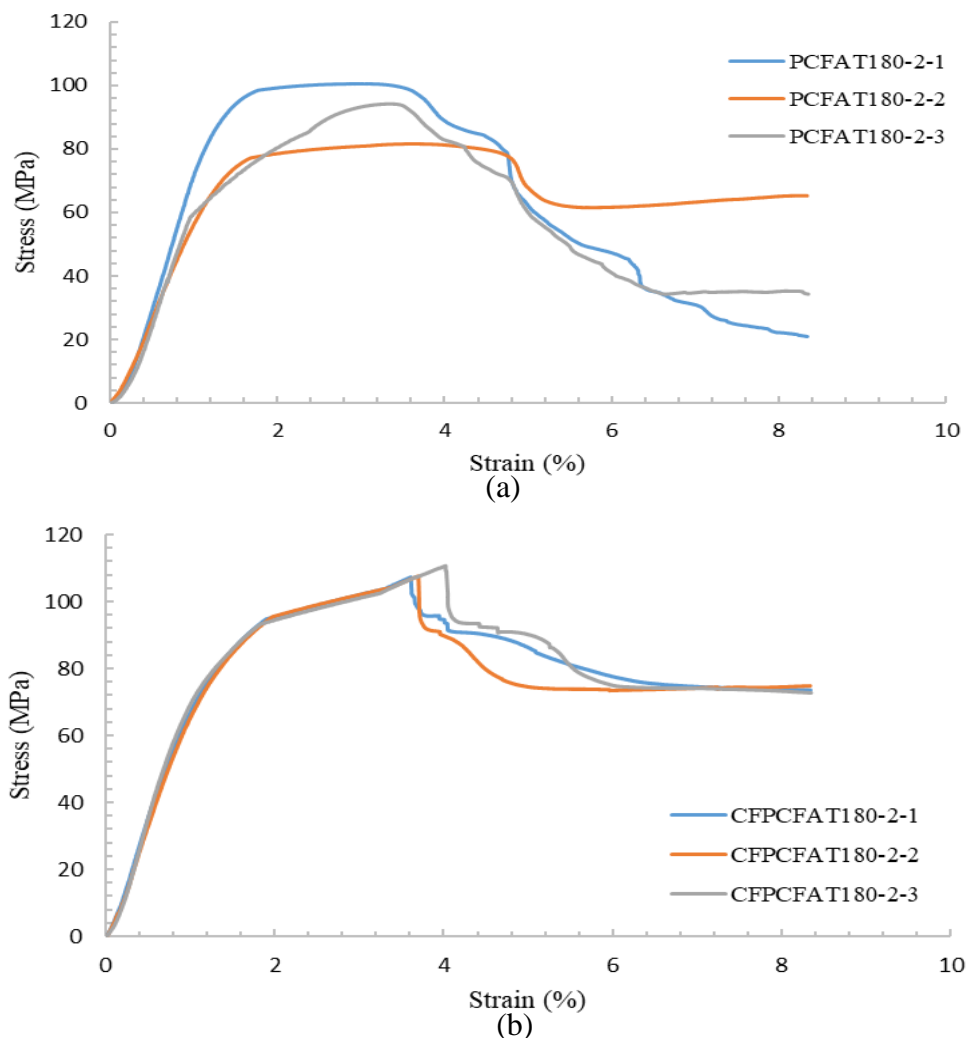 120
100
80
60
40
20
0
Stress (MPa)
PCFAT180-2-1
PCFAT180-2-2
PCFAT180-2-3
0 2 4 6 8 10
Strain (%)
(a)
120
100
80
60
40
20
0
Stress (MPa)
CFPCFAT180-2-1
CFPCFAT180-2-2
CFPCFAT180-2-3
0 2 4 6 8 10
Strain (%)
(b)